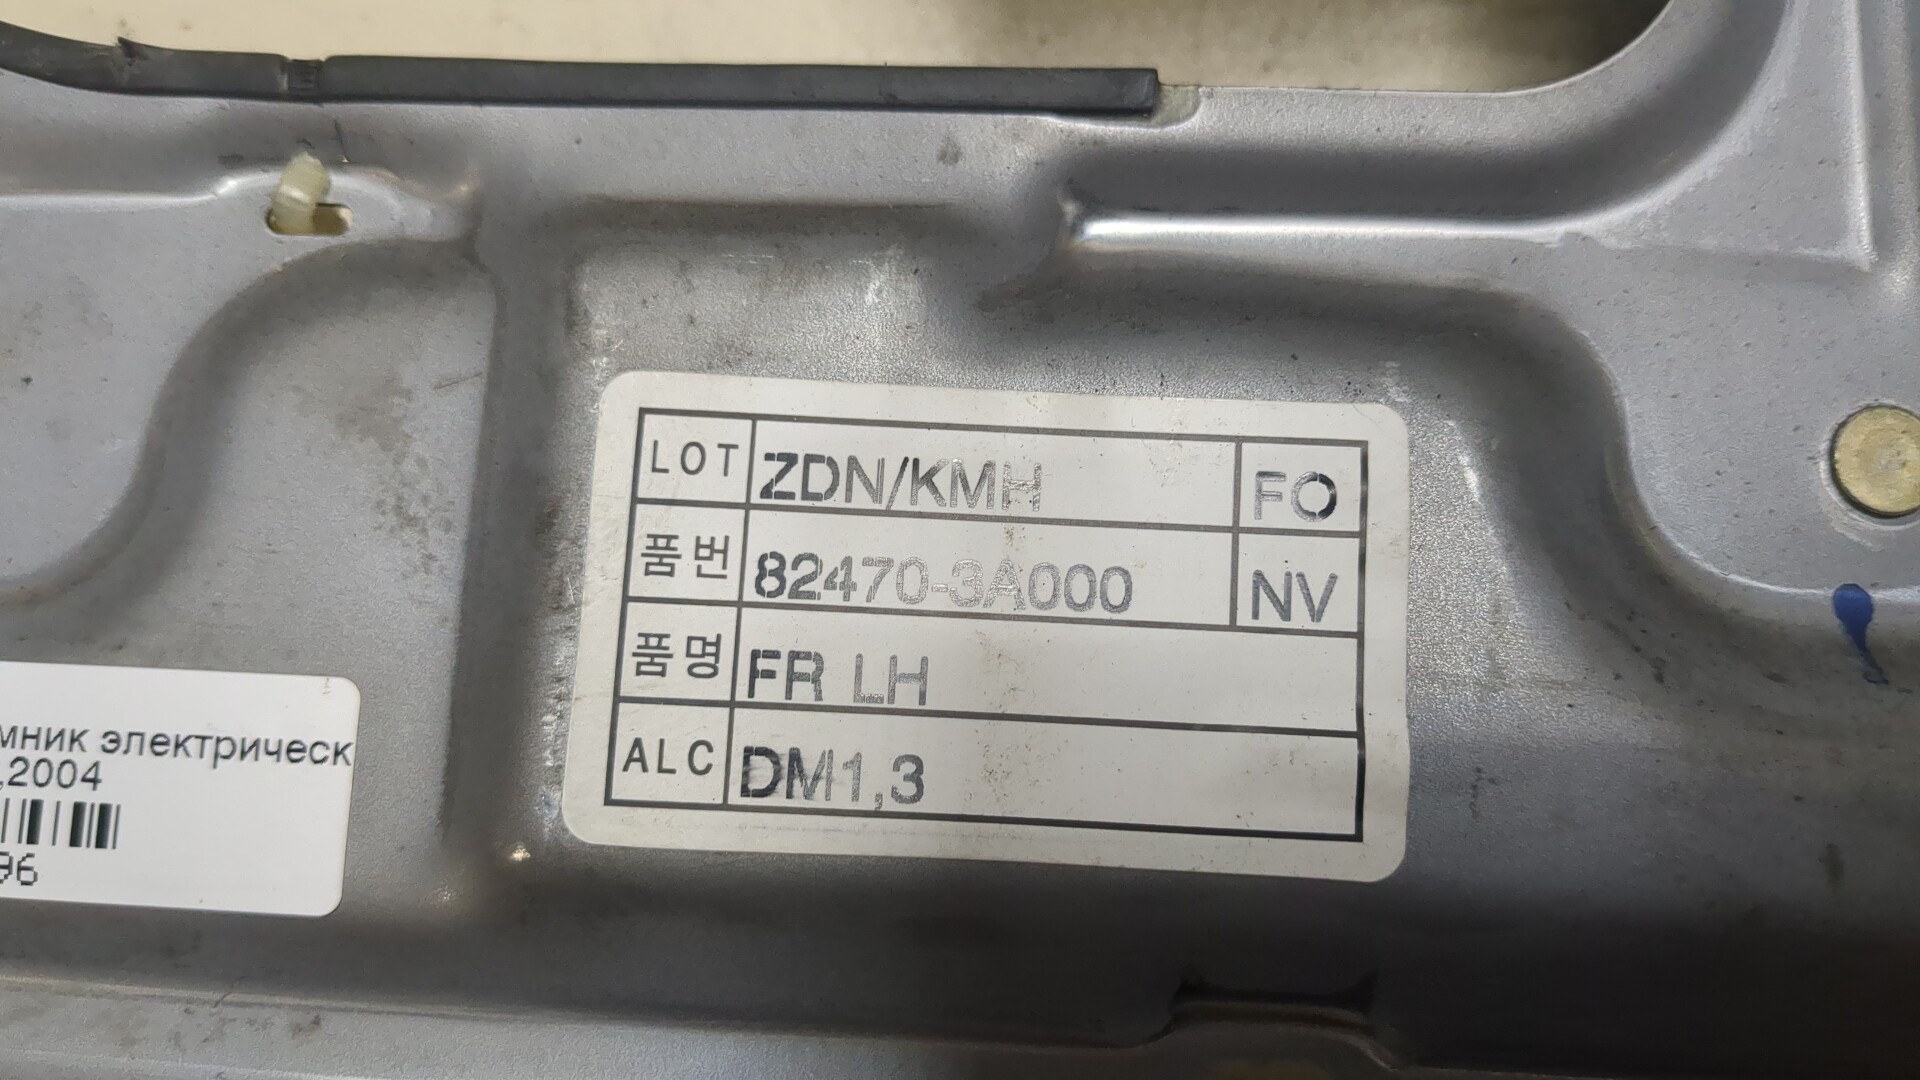 LOT ZDN/KMH FO
품번 82470-3A000 NV
품명 FR LH
ALC DM1,3
мник электрическ
,2004
96